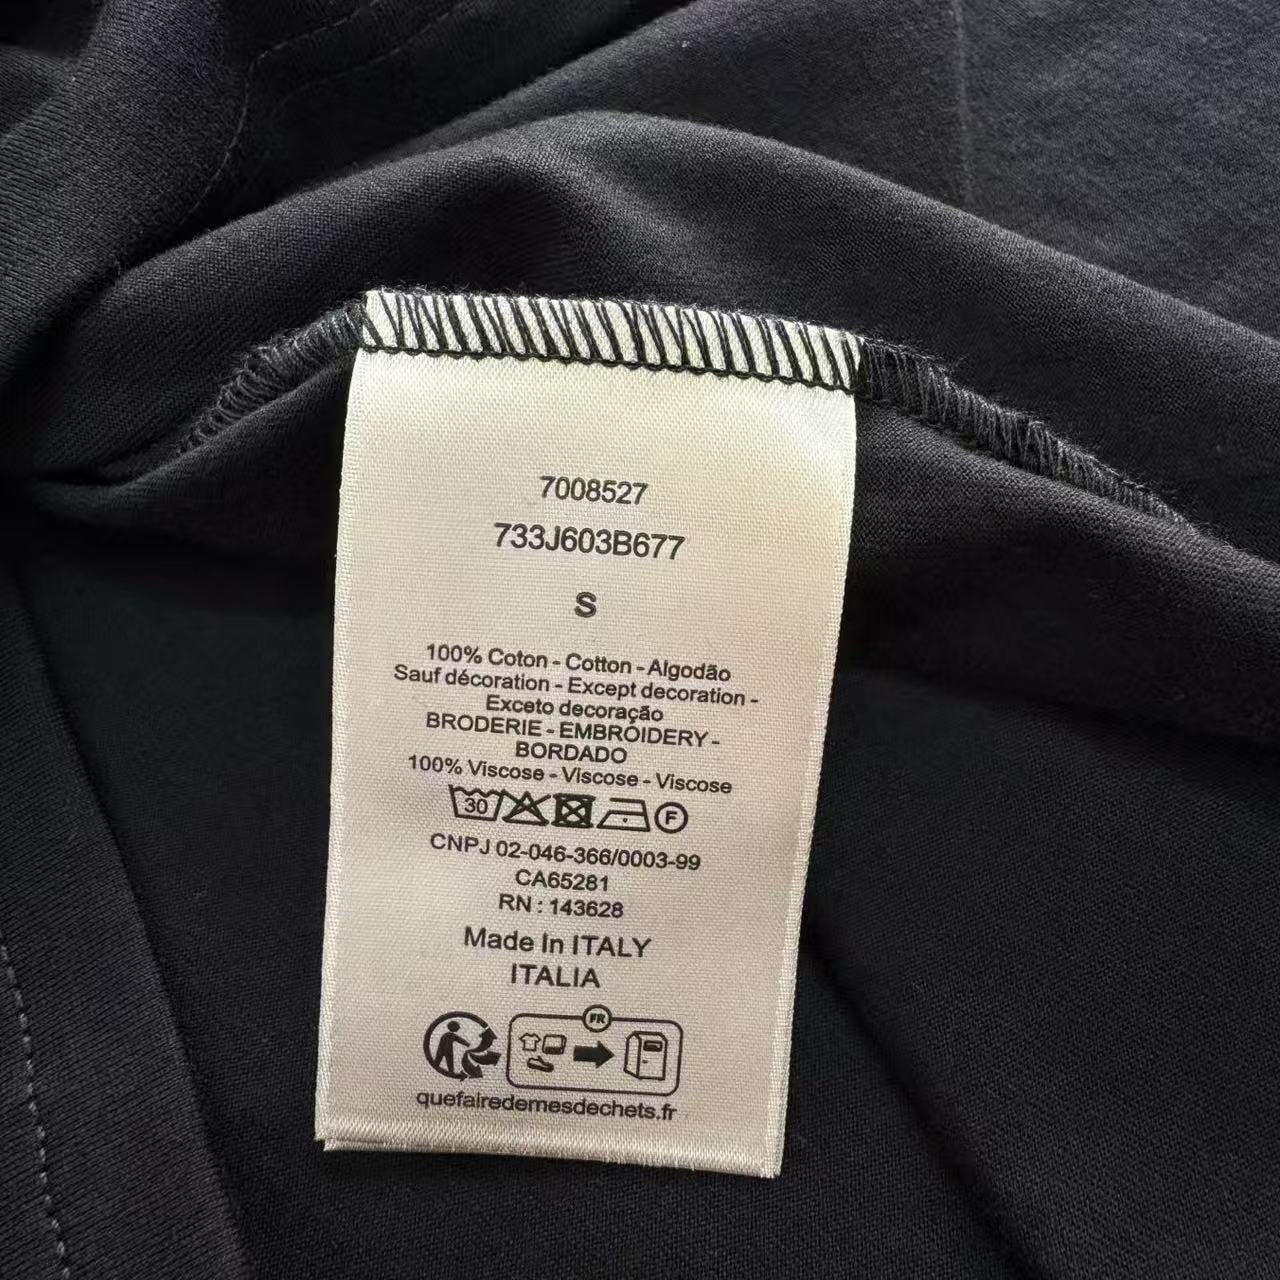 7008527
733J603B677
S
100% Coton - Cotton - Algodão
Sauf décoration - Except decoration -
Exceto decoração
BRODERIE - EMBROIDERY -
BORDADO
100% Viscose - Viscose - Viscose
30 F
CNPJ 02-046-366/0003-99
CA65281
RN : 143628
Made In ITALY
ITALIA
FR
quefairedemesdechets.fr